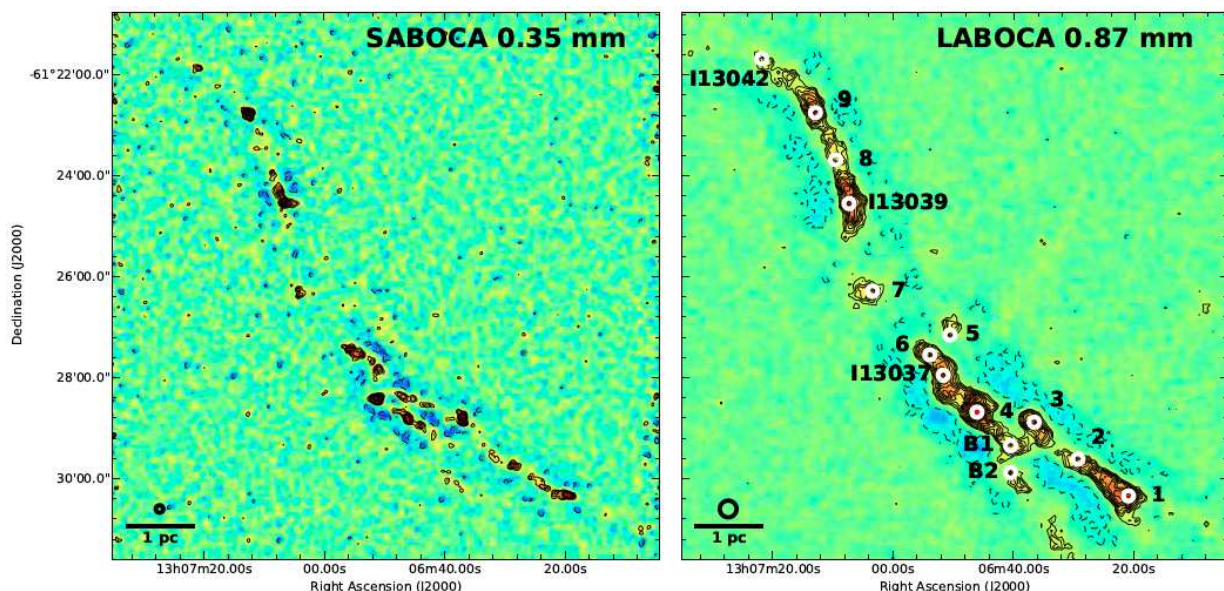 SABOCA 0.35 mm
-61°22'00.0"
24'00.0"
26'00.0"
28'00.0"
30'00.0"
Declination (J2000)
1 pc
13h07m20.00s 00.00s 06m40.00s 20.00s
Right Ascension (J2000)
LABOCA 0.87 mm
I13042
9
8
I13039
7
5
6
I13037
4
3
B1
2
B2
1
1 pc
13h07m20.00s 00.00s 06m40.00s 20.00s
Right Ascension (J2000)